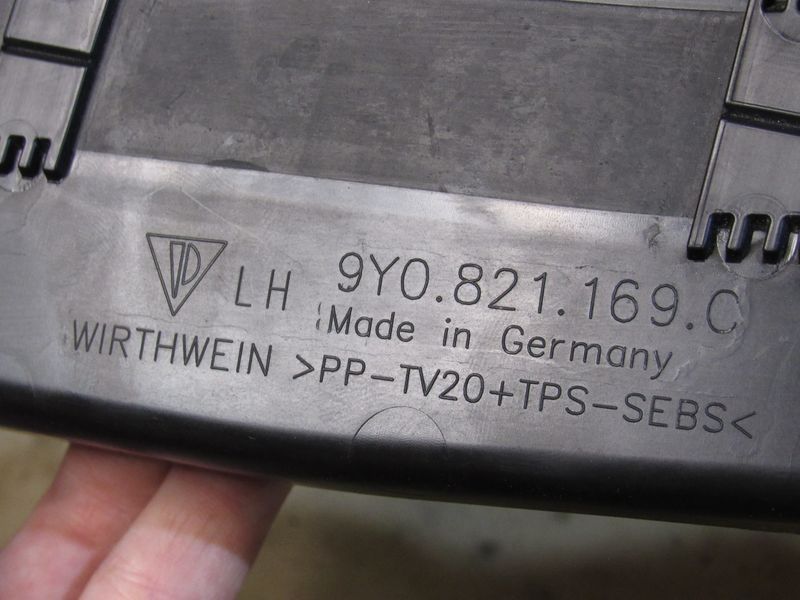 LH 9Y0.821.169.C
Made in Germany
WIRTHWEIN >PP-TV20+TPS-SEBS<